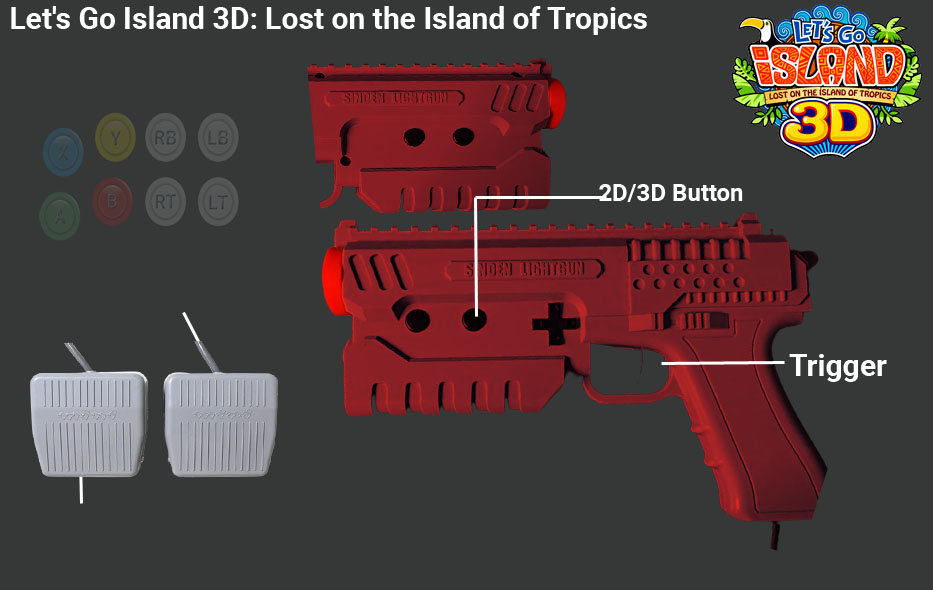 Let's Go Island 3D: Lost on the Island of Tropics
LET'S GO
ISLAND
LOST ON THE ISLAND OF TROPICS
3D
SINDEN LIGHTGUN
X
Y
RB
LB
A
B
RT
LT
2D/3D Button
SINDEN LIGHTGUN
Trigger